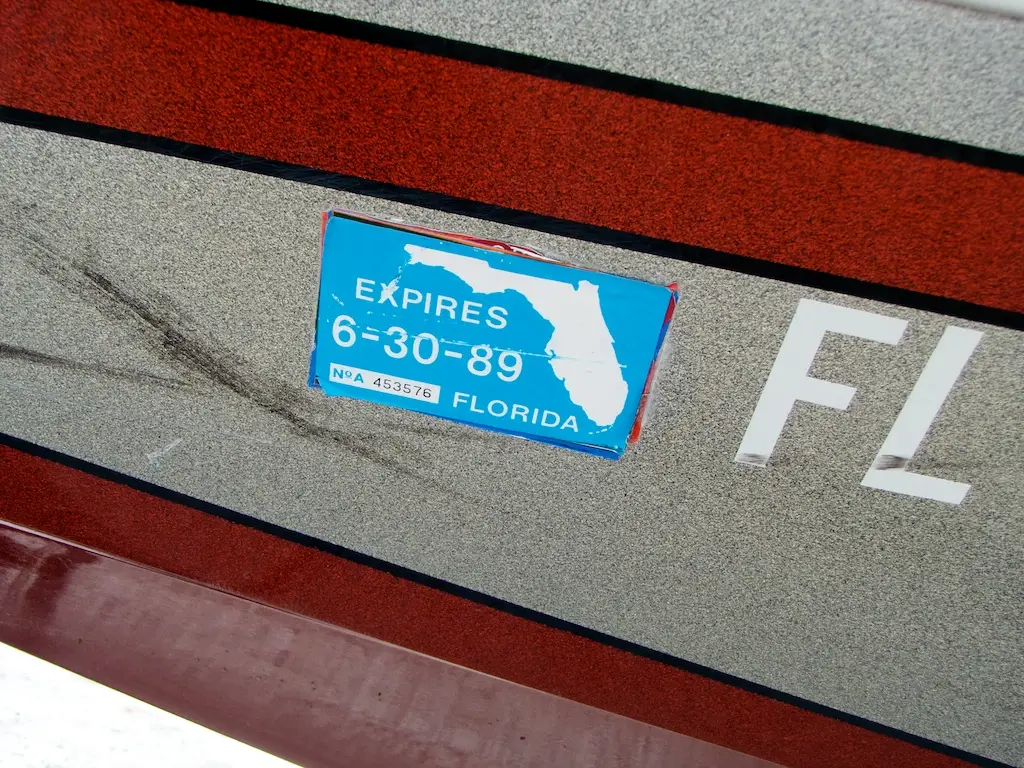 EXPIRES
6-30-89
NºA 453576
FLORIDA
FL